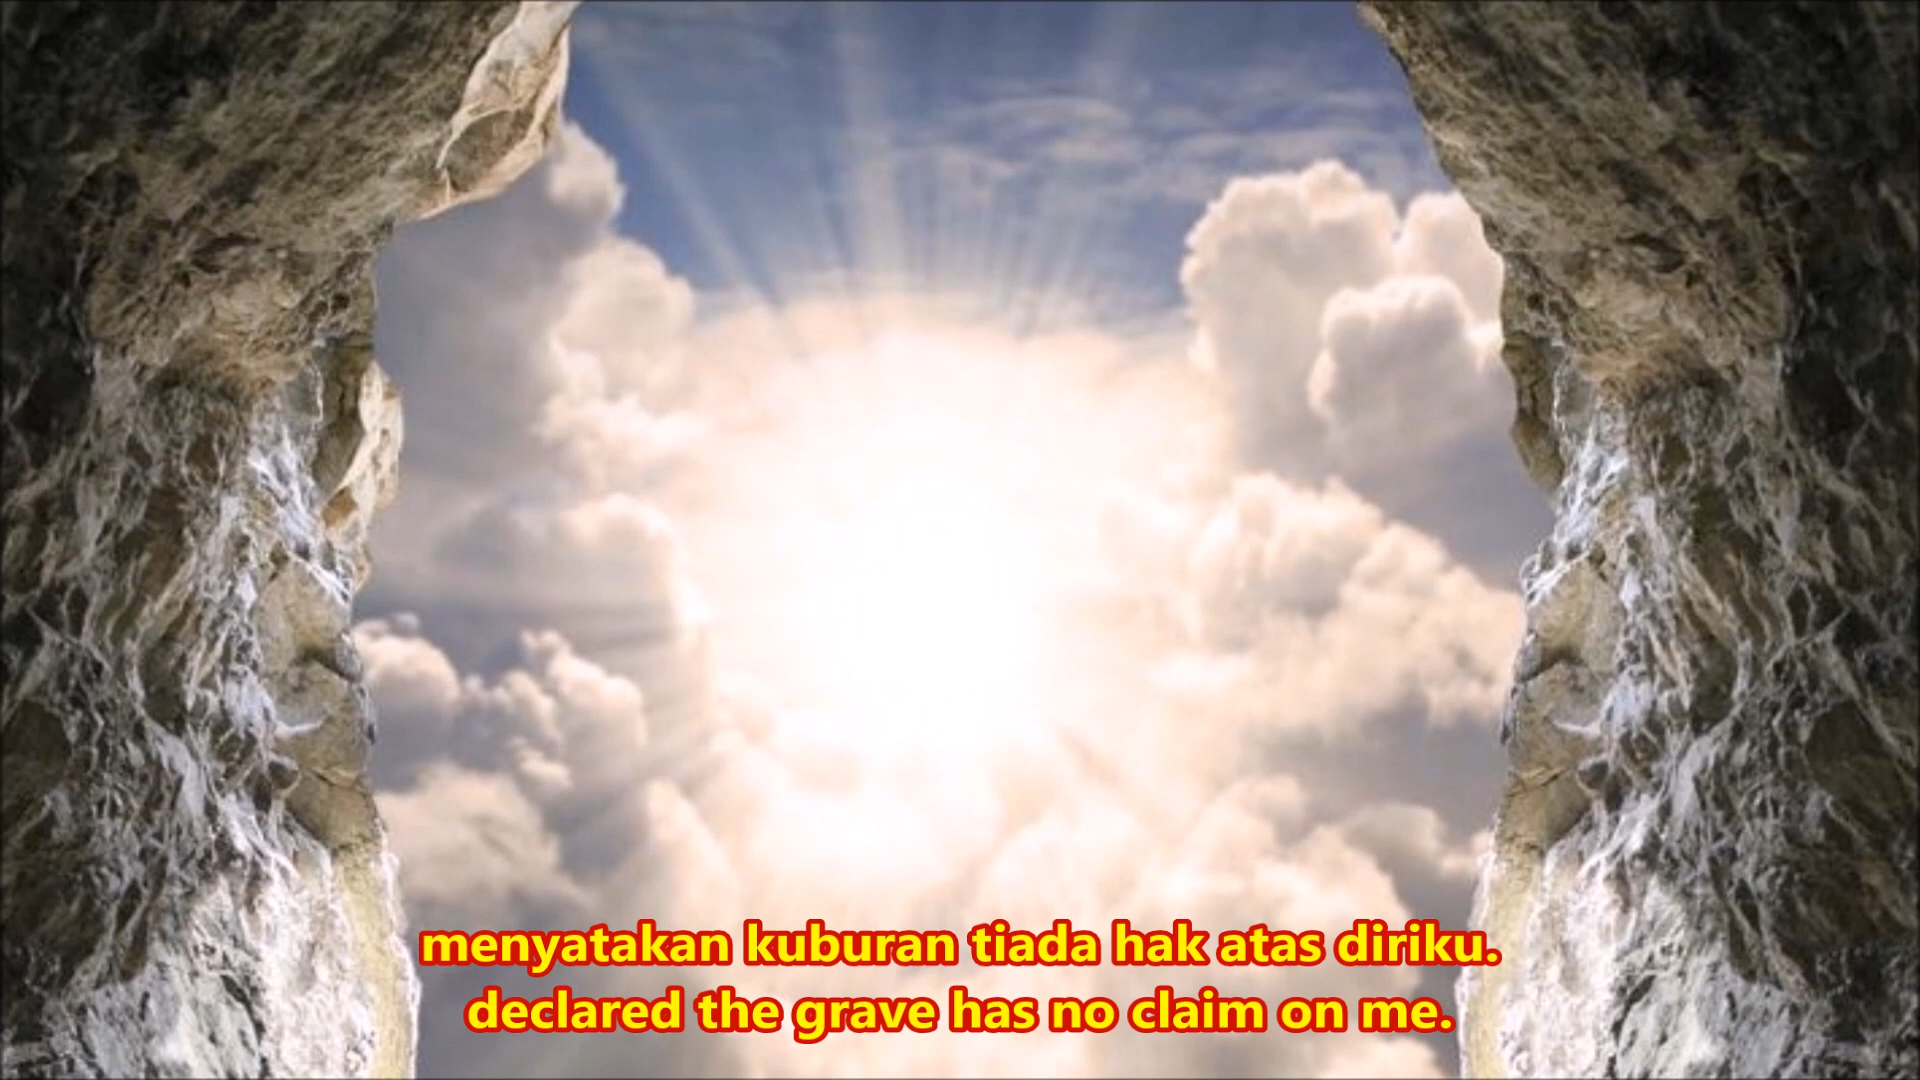 menyatakan kuburan tiada hak atas diriku.
declared the grave has no claim on me.